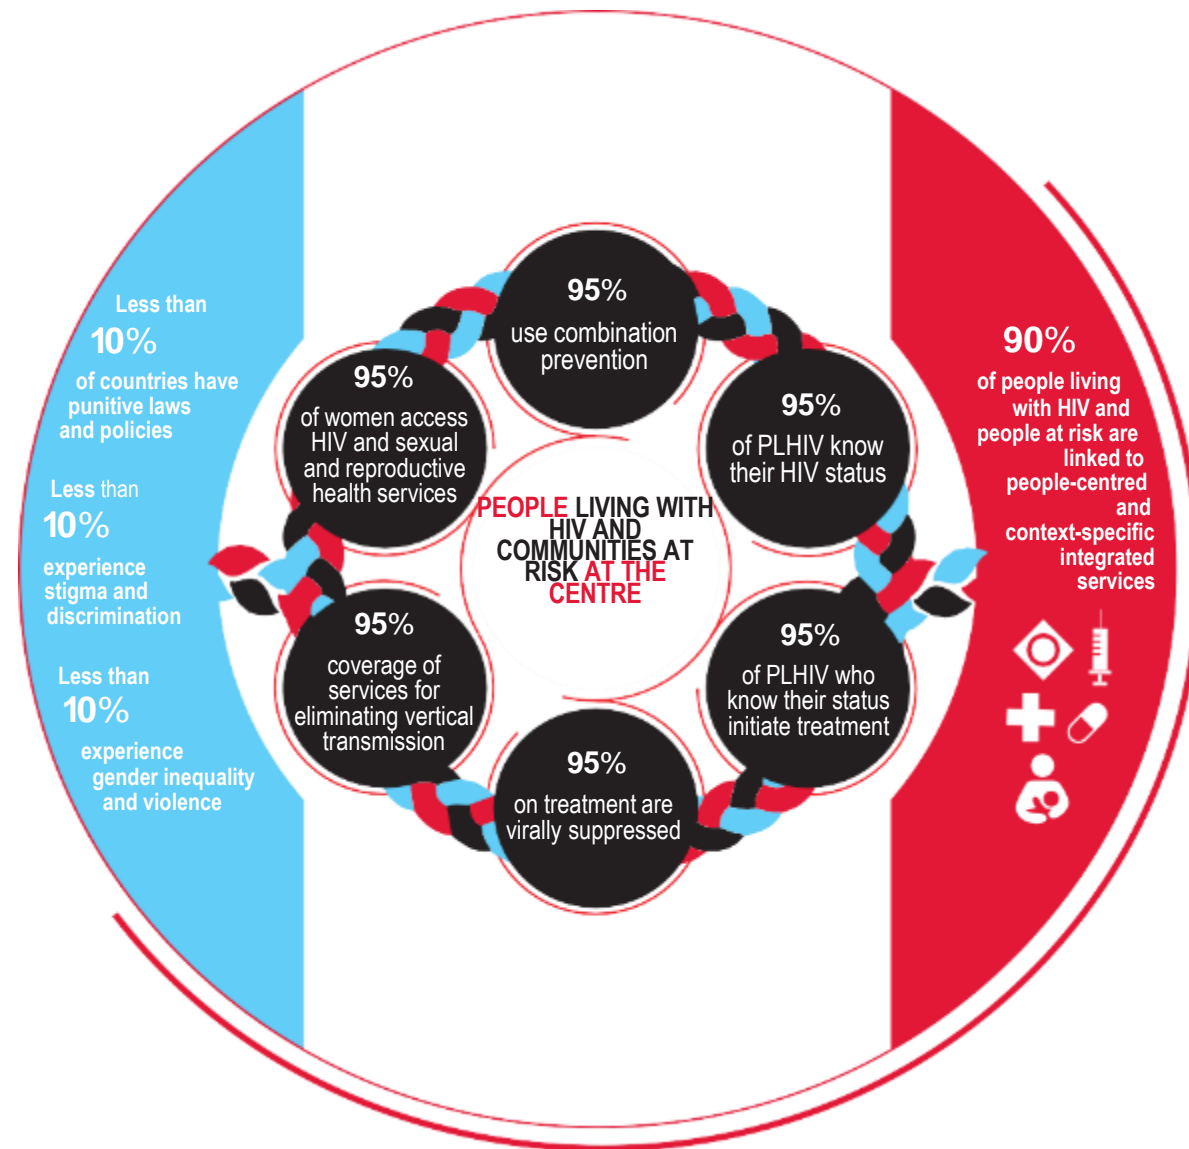 Less than
10%
of countries have
punitive laws
and policies
Less than
10%
experience
stigma and
discrimination
Less than
10%
experience
gender inequality
and violence
95%
use combination
prevention
95%
of women access
HIV and sexual
and reproductive
health services
95%
of PLHIV know
their HIV status
PEOPLE LIVING WITH
HIV AND
COMMUNITIES AT
RISK AT THE
CENTRE
95%
coverage of
services for
eliminating vertical
transmission
95%
of PLHIV who
know their status
initiate treatment
95%
on treatment are
virally suppressed
90%
of people living
with HIV and
people at risk are
linked to
people-centred
and
context-specific
integrated
services